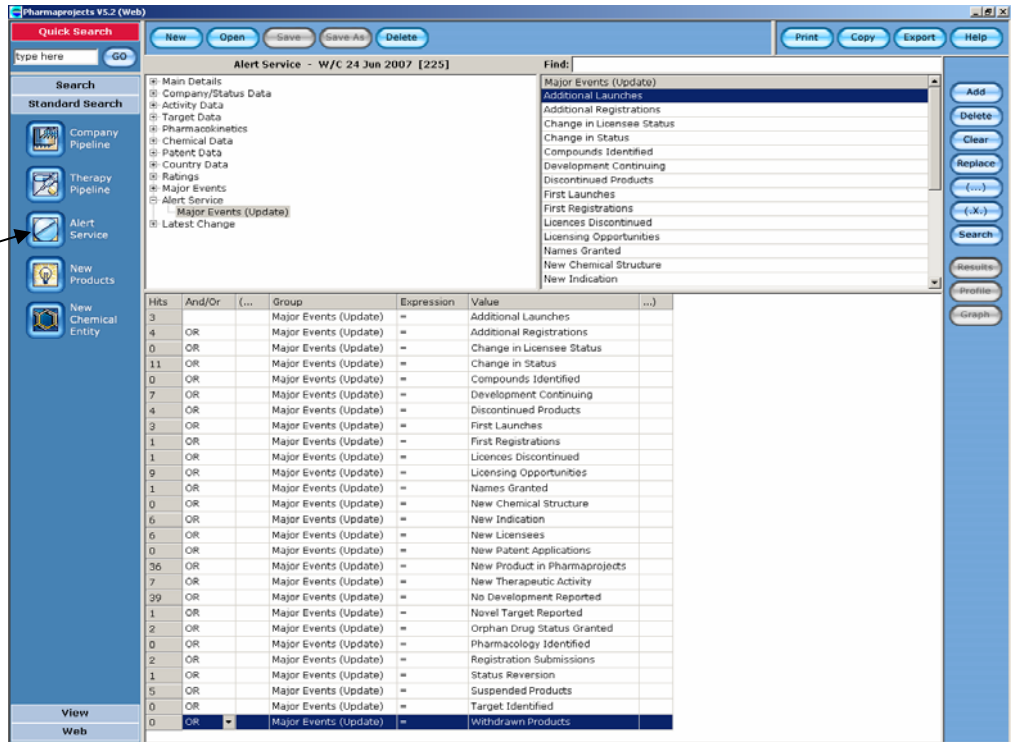 Pharmaprojects V5.2 (Web)
Quick Search
type here GO
New Open Save Save As Delete
Print Copy Export Help
Alert Service - W/C 24 Jun 2007 [225]
Find:
Search
Standard Search
Company Pipeline
Therapy Pipeline
Alert Service
New Products
New Chemical Entity
View
Web
Main Details
Company/Status Data
Activity Data
Target Data
Pharmacokinetics
Chemical Data
Patent Data
Country Data
Ratings
Major Events
Alert Service
Major Events (Update)
Latest Change
Major Events (Update)
Additional Launches
Additional Registrations
Change in Licensee Status
Change in Status
Compounds Identified
Development Continuing
Discontinued Products
First Launches
First Registrations
Licences Discontinued
Licensing Opportunities
Names Granted
New Chemical Structure
New Indication
Add
Delete
Clear
Replace
(...)
(.X.)
Search
Results
Profile
Graph
Hits And/Or (... Group Expression Value ...)
3 Major Events (Update) = Additional Launches
4 OR Major Events (Update) = Additional Registrations
0 OR Major Events (Update) = Change in Licensee Status
11 OR Major Events (Update) = Change in Status
0 OR Major Events (Update) = Compounds Identified
7 OR Major Events (Update) = Development Continuing
4 OR Major Events (Update) = Discontinued Products
3 OR Major Events (Update) = First Launches
1 OR Major Events (Update) = First Registrations
1 OR Major Events (Update) = Licences Discontinued
9 OR Major Events (Update) = Licensing Opportunities
1 OR Major Events (Update) = Names Granted
0 OR Major Events (Update) = New Chemical Structure
6 OR Major Events (Update) = New Indication
6 OR Major Events (Update) = New Licensees
0 OR Major Events (Update) = New Patent Applications
36 OR Major Events (Update) = New Product in Pharmaprojects
7 OR Major Events (Update) = New Therapeutic Activity
39 OR Major Events (Update) = No Development Reported
1 OR Major Events (Update) = Novel Target Reported
2 OR Major Events (Update) = Orphan Drug Status Granted
0 OR Major Events (Update) = Pharmacology Identified
2 OR Major Events (Update) = Registration Submissions
1 OR Major Events (Update) = Status Reversion
5 OR Major Events (Update) = Suspended Products
0 OR Major Events (Update) = Target Identified
0 OR Major Events (Update) = Withdrawn Products